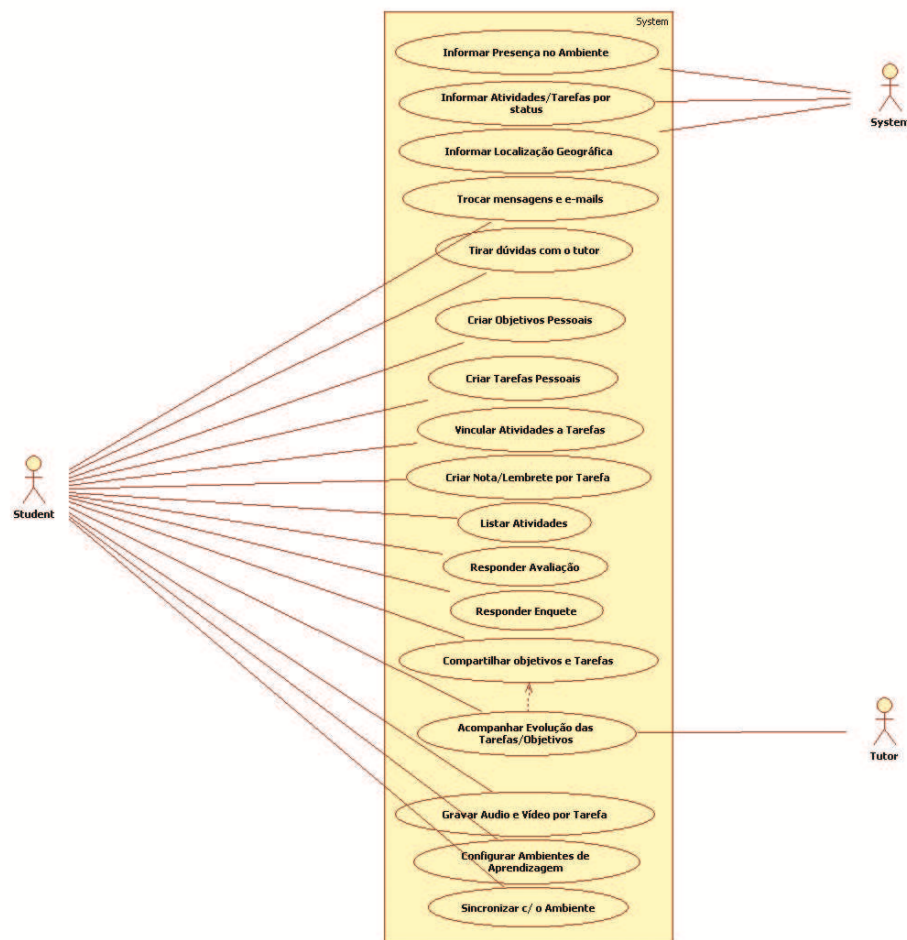 System
Informar Presença no Ambiente
Informar Atividades/Tarefas por
status
System
Informar Localização Geográfica
Trocar mensagens e e-mails
Tirar dúvidas com o tutor
Criar Objetivos Pessoais
Criar Tarefas Pessoais
Vincular Atividades a Tarefas
Criar Nota/Lembrete por Tarefa
Student
Listar Atividades
Responder Avaliação
Responder Enquete
Compartilhar objetivos e Tarefas
Acompanhar Evolução das
Tarefas/Objetivos
Tutor
Gravar Audio e Vídeo por Tarefa
Configurar Ambientes de
Aprendizagem
Sincronizar c/ o Ambiente